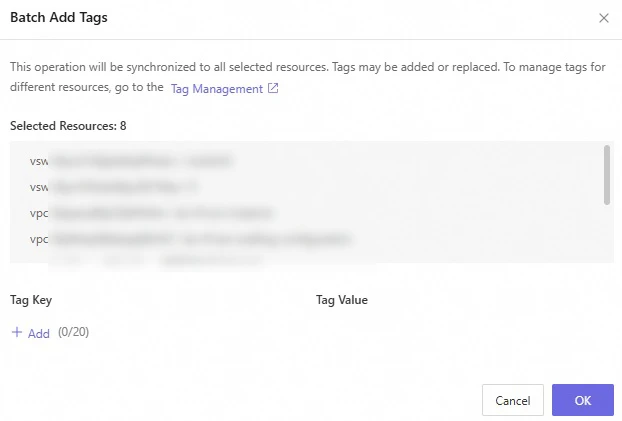 Batch Add Tags
This operation will be synchronized to all selected resources. Tags may be added or replaced. To manage tags for
different resources, go to the Tag Management
Selected Resources: 8
vsw
vsw
vpc
vpc
Tag Key Tag Value
+ Add (0/20)
Cancel OK